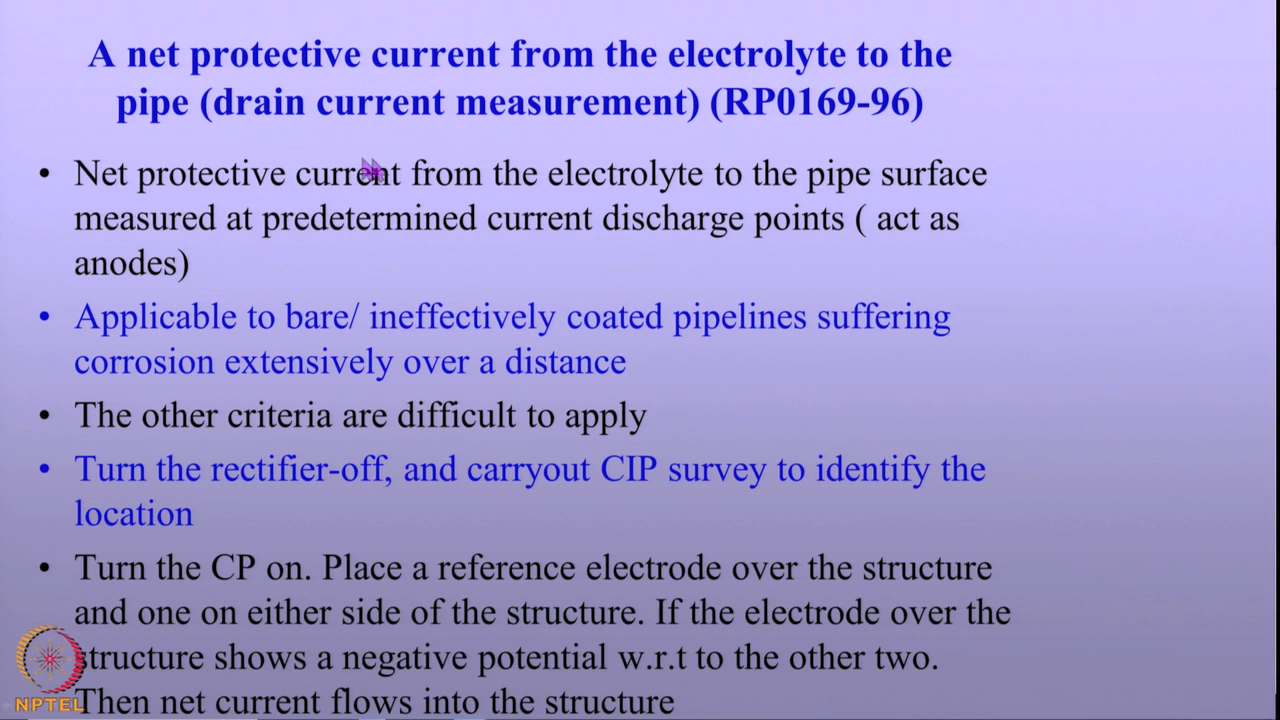 A net protective current from the electrolyte to the
pipe (drain current measurement) (RP0169-96)
• Net protective current from the electrolyte to the pipe surface
measured at predetermined current discharge points ( act as
anodes)
• Applicable to bare/ ineffectively coated pipelines suffering
corrosion extensively over a distance
• The other criteria are difficult to apply
• Turn the rectifier-off, and carryout CIP survey to identify the
location
• Turn the CP on. Place a reference electrode over the structure
and one on either side of the structure. If the electrode over the
structure shows a negative potential w.r.t to the other two.
Then net current flows into the structure
NPTEL